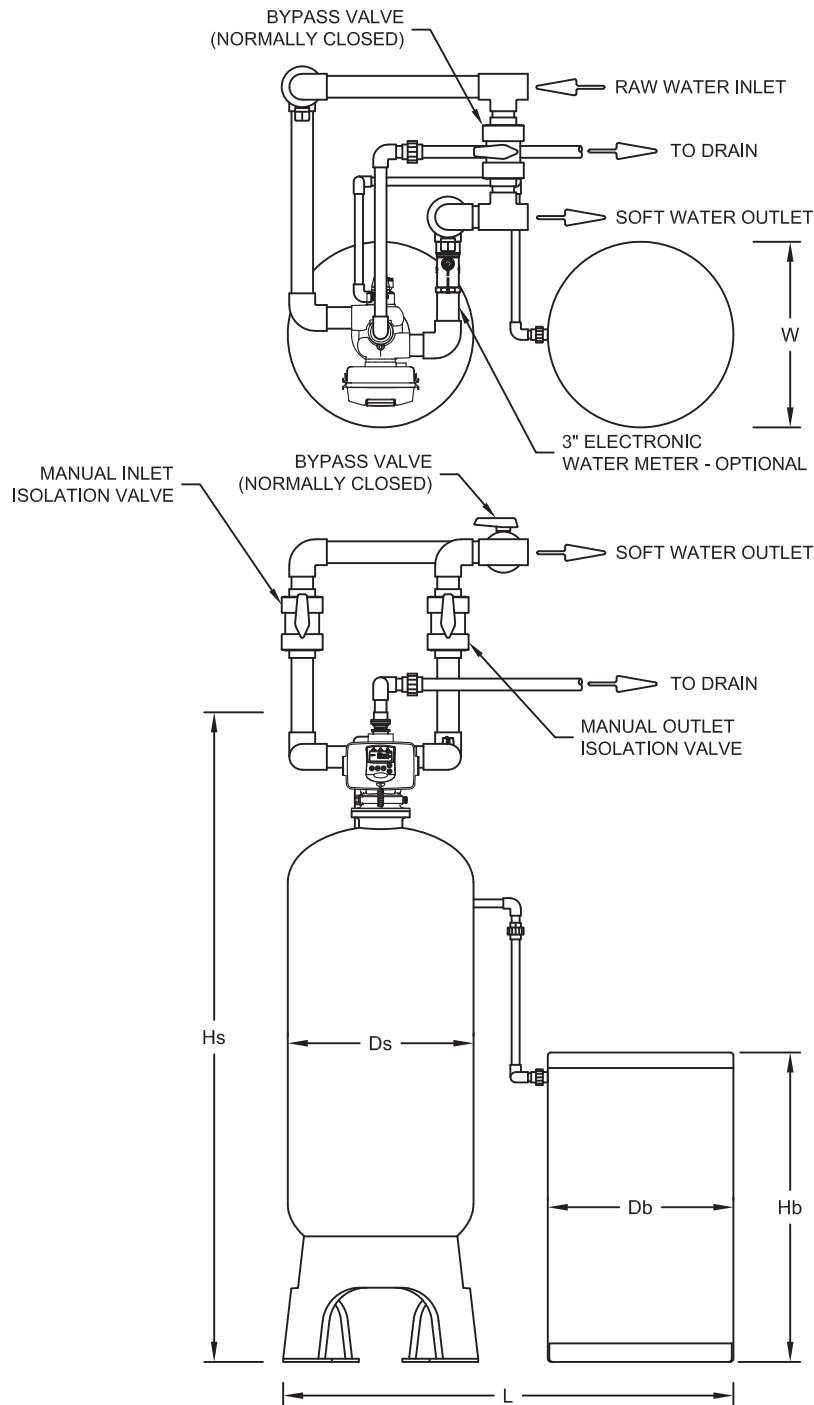 BYPASS VALVE
(NORMALLY CLOSED)
RAW WATER INLET
TO DRAIN
SOFT WATER OUTLET
W
3" ELECTRONIC
WATER METER - OPTIONAL
MANUAL INLET
ISOLATION VALVE
BYPASS VALVE
(NORMALLY CLOSED)
SOFT WATER OUTLET
TO DRAIN
MANUAL OUTLET
ISOLATION VALVE
Hs
Ds
Db
Hb
L